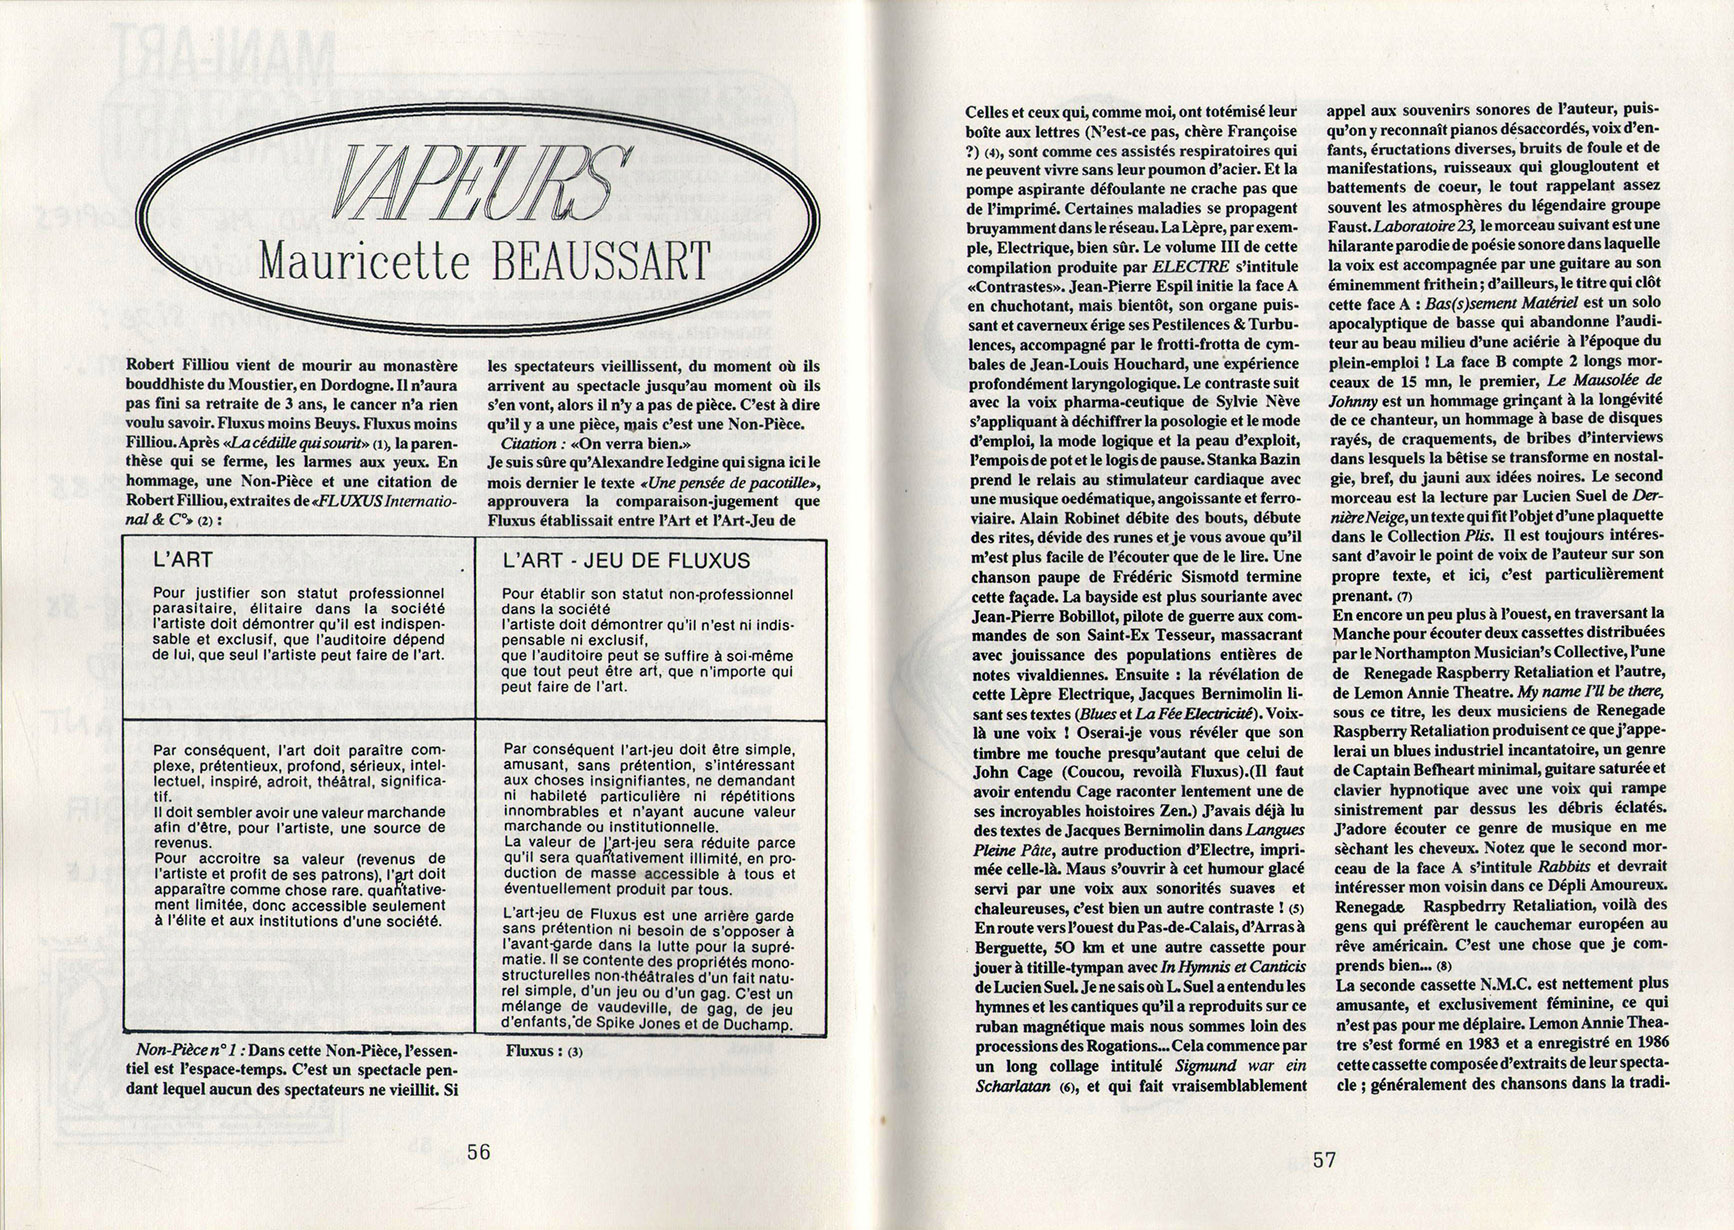 VAPEURS
Mauricette BEAUSSART
Robert Filliou vient de mourir au monastère
bouddhiste du Moustier, en Dordogne. Il n'aura
pas fini sa retraite de 3 ans, le cancer n'a rien
voulu savoir. Fluxus moins Beuys. Fluxus moins
Filliou. Après «La cédille qui sourit» (1), la paren-
thèse qui se ferme, les larmes aux yeux. En
hommage, une Non-Pièce et une citation de
Robert Filliou, extraites de «FLUXUS Internatio-
nal & C°» (2) :
les spectateurs vieillissent, du moment où ils
arrivent au spectacle jusqu'au moment où ils
s'en vont, alors il n'y a pas de pièce. C'est à dire
qu'il y a une pièce, mais c'est une Non-Pièce.
Citation : «On verra bien.»
Je suis sûre qu'Alexandre Iedgine qui signa ici le
mois dernier le texte «Une pensée de pacotille»,
approuvera la comparaison-jugement que
Fluxus établissait entre l'Art et l'Art-Jeu de
L'ART
Pour justifier son statut professionnel
parasitaire, élitaire dans la société
l'artiste doit démontrer qu'il est indispen-
sable et exclusif, que l'auditoire dépend
de lui, que seul l'artiste peut faire de l'art.
L'ART - JEU DE FLUXUS
Pour établir son statut non-professionnel
dans la société
l'artiste doit démontrer qu'il n'est ni indis-
pensable ni exclusif,
que l'auditoire peut se suffire à soi-même
que tout peut être art, que n'importe qui
peut faire de l'art.
Par conséquent, l'art doit paraître com-
plexe, prétentieux, profond, sérieux, intel-
lectuel, inspiré, adroit, théâtral, significa-
tif.
Il doit sembler avoir une valeur marchande
afin d'être, pour l'artiste, une source de
revenus.
Pour accroitre sa valeur (revenus de
l'artiste et profit de ses patrons), l'art doit
apparaître comme chose rare. quantative-
ment limitée, donc accessible seulement
à l'élite et aux institutions d'une société.
Par conséquent l'art-jeu doit être simple,
amusant, sans prétention, s'intéressant
aux choses insignifiantes, ne demandant
ni habileté particulière ni répétitions
innombrables et n'ayant aucune valeur
marchande ou institutionnelle.
La valeur de l'art-jeu sera réduite parce
qu'il sera quantativement illimité, en pro-
duction de masse accessible à tous et
éventuellement produit par tous.
L'art-jeu de Fluxus est une arrière garde
sans prétention ni besoin de s'opposer à
l'avant-garde dans la lutte pour la supré-
matie. Il se contente des propriétés mono-
structurelles non-théâtrales d'un fait natu-
rel simple, d'un jeu ou d'un gag. C'est un
mélange de vaudeville, de gag, de jeu
d'enfants, de Spike Jones et de Duchamp.
Non-Pièce n° 1 : Dans cette Non-Pièce, l'essen-
tiel est l'espace-temps. C'est un spectacle pen-
dant lequel aucun des spectateurs ne vieillit. Si
Fluxus : (3)
56
Celles et ceux qui, comme moi, ont totémisé leur
boîte aux lettres (N'est-ce pas, chère Françoise
?) (4), sont comme ces assistés respiratoires qui
ne peuvent vivre sans leur poumon d'acier. Et la
pompe aspirante défoulante ne crache pas que
de l'imprimé. Certaines maladies se propagent
bruyamment dans le réseau. La Lèpre, par exem-
ple, Electrique, bien sûr. Le volume III de cette
compilation produite par ELECTRE s'intitule
«Contrastes». Jean-Pierre Espil initie la face A
en chuchotant, mais bientôt, son organe puis-
sant et caverneux érige ses Pestilences & Turbu-
lences, accompagné par le frotti-frotta de cym-
bales de Jean-Louis Houchard, une expérience
profondément laryngologique. Le contraste suit
avec la voix pharma-ceutique de Sylvie Nève
s'appliquant à déchiffrer la posologie et le mode
d'emploi, la mode logique et la peau d'exploit,
l'empois de pot et le logis de pause. Stanka Bazin
prend le relais au stimulateur cardiaque avec
une musique oedématique, angoissante et ferro-
viaire. Alain Robinet débite des bouts, débute
des rites, dévide des runes et je vous avoue qu'il
m'est plus facile de l'écouter que de le lire. Une
chanson paupe de Frédéric Sismotd termine
cette façade. La bayside est plus souriante avec
Jean-Pierre Bobillot, pilote de guerre aux com-
mandes de son Saint-Ex Tesseur, massacrant
avec jouissance des populations entières de
notes vivaldiennes. Ensuite : la révélation de
cette Lèpre Electrique, Jacques Bernimolin li-
sant ses textes (Blues et La Fée Electricité). Voix-
là une voix ! Oserai-je vous révéler que son
timbre me touche presqu'autant que celui de
John Cage (Coucou, revoilà Fluxus).(Il faut
avoir entendu Cage raconter lentement une de
ses incroyables hoistoires Zen.) J'avais déjà lu
des textes de Jacques Bernimolin dans Langues
Pleine Pâte, autre production d'Electre, impri-
mée celle-là. Maus s'ouvrir à cet humour glacé
servi par une voix aux sonorités suaves et
chaleureuses, c'est bien un autre contraste ! (5)
En route vers l'ouest du Pas-de-Calais, d'Arras à
Berguette, 50 km et une autre cassette pour
jouer à titille-tympan avec In Hymnis et Canticis
de Lucien Suel. Je ne sais où L. Suel a entendu les
hymnes et les cantiques qu'il a reproduits sur ce
ruban magnétique mais nous sommes loin des
processions des Rogations... Cela commence par
un long collage intitulé Sigmund war ein
Scharlatan (6), et qui fait vraisemblablement
appel aux souvenirs sonores de l'auteur, puis-
qu'on y reconnaît pianos désaccordés, voix d'en-
fants, éructations diverses, bruits de foule et de
manifestations, ruisseaux qui glougloutent et
battements de coeur, le tout rappelant assez
souvent les atmosphères du légendaire groupe
Faust. Laboratoire 23, le morceau suivant est une
hilarante parodie de poésie sonore dans laquelle
la voix est accompagnée par une guitare au son
éminemment frithein ; d'ailleurs, le titre qui clôt
cette face A : Bas(s)sement Matériel est un solo
apocalyptique de basse qui abandonne l'audi-
teur au beau milieu d'une aciérie à l'époque du
plein-emploi ! La face B compte 2 longs mor-
ceaux de 15 mn, le premier, Le Mausolée de
Johnny est un hommage grinçant à la longévité
de ce chanteur, un hommage à base de disques
rayés, de craquements, de bribes d'interviews
dans lesquels la bêtise se transforme en nostal-
gie, bref, du jauni aux idées noires. Le second
morceau est la lecture par Lucien Suel de Der-
nière Neige, un texte qui fit l'objet d'une plaquette
dans le Collection Plis. Il est toujours intéres-
sant d'avoir le point de voix de l'auteur sur son
propre texte, et ici, c'est particulièrement
prenant. (7)
En encore un peu plus à l'ouest, en traversant la
Manche pour écouter deux cassettes distribuées
par le Northampton Musician's Collective, l'une
de Renegade Raspberry Retaliation et l'autre,
de Lemon Annie Theatre. My name I'll be there,
sous ce titre, les deux musiciens de Renegade
Raspberry Retaliation produisent ce que j'appe-
lerai un blues industriel incantatoire, un genre
de Captain Befheart minimal, guitare saturée et
clavier hypnotique avec une voix qui rampe
sinistrement par dessus les débris éclatés.
J'adore écouter ce genre de musique en me
sèchant les cheveux. Notez que le second mor-
ceau de la face A s'intitule Rabbits et devrait
intéresser mon voisin dans ce Dépli Amoureux.
Renegade Raspbedrry Retaliation, voilà des
gens qui préfèrent le cauchemar européen au
rêve américain. C'est une chose que je com-
prends bien... (8)
La seconde cassette N.M.C. est nettement plus
amusante, et exclusivement féminine, ce qui
n'est pas pour me déplaire. Lemon Annie Thea-
tre s'est formé en 1983 et a enregistré en 1986
cette cassette composée d'extraits de leur specta-
cle ; généralement des chansons dans la tradi-
57